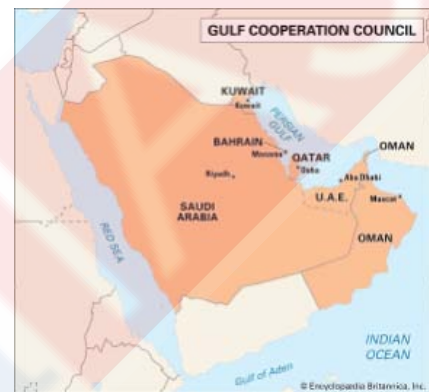 GULF COOPERATION COUNCIL
KUWAIT
Kuwait
PERSIAN
GULF
BAHRAIN
Manama
QATAR
Doha
OMAN
Riyadh
Abu Dhabi
U.A.E.
Muscat
SAUDI
ARABIA
OMAN
RED SEA
INDIAN
OCEAN
Gulf of Aden
© Encyclopædia Britannica, Inc.